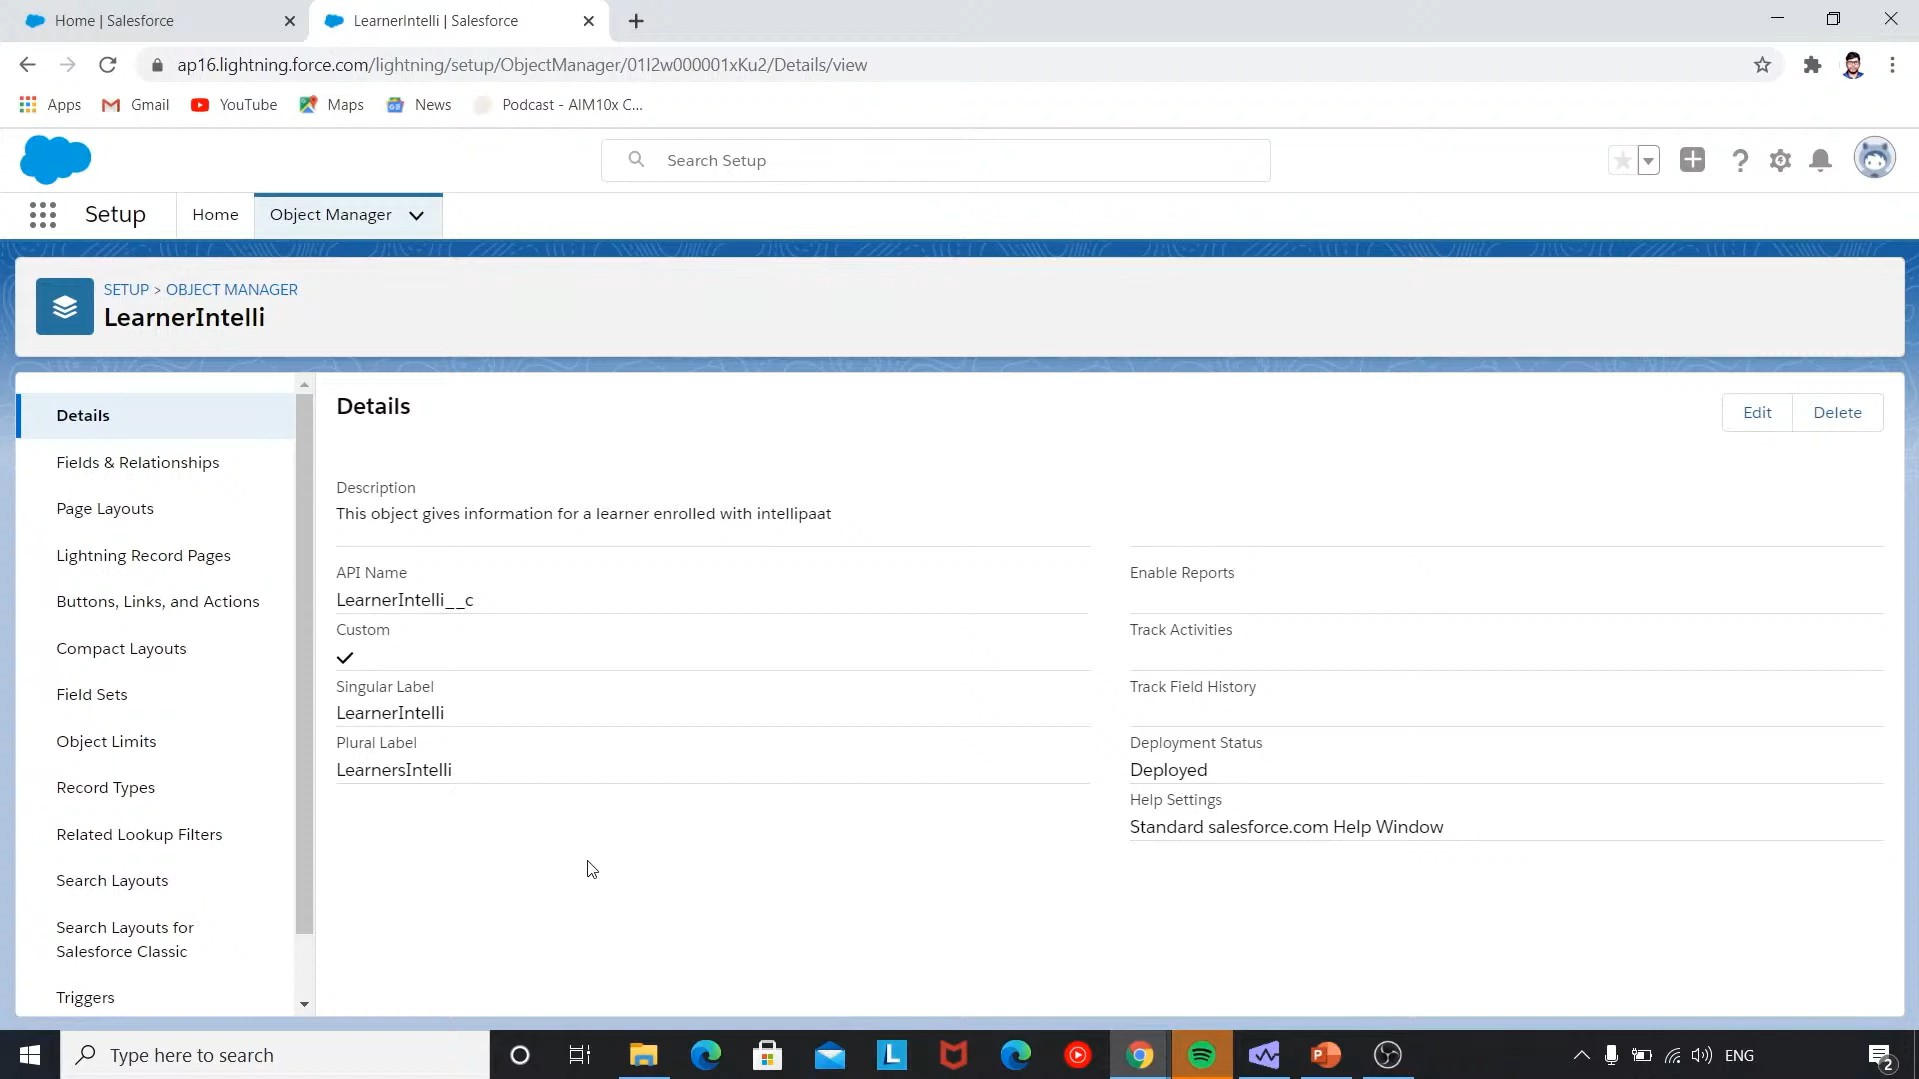 Home | Salesforce
LearnerIntelli | Salesforce
ap16.lightning.force.com/lightning/setup/ObjectManager/01I2w000001xKu2/Details/view
Apps
Gmail
YouTube
Maps
News
Podcast - AIM10x C...
Search Setup
Setup
Home
Object Manager
SETUP > OBJECT MANAGER
LearnerIntelli
Details
Fields & Relationships
Page Layouts
Lightning Record Pages
Buttons, Links, and Actions
Compact Layouts
Field Sets
Object Limits
Record Types
Related Lookup Filters
Search Layouts
Search Layouts for
Salesforce Classic
Triggers
Details
Edit
Delete
Description
This object gives information for a learner enrolled with intellipaat
API Name
LearnerIntelli__c
Custom
Singular Label
LearnerIntelli
Plural Label
LearnersIntelli
Enable Reports
Track Activities
Track Field History
Deployment Status
Deployed
Help Settings
Standard salesforce.com Help Window
Type here to search
ENG
2